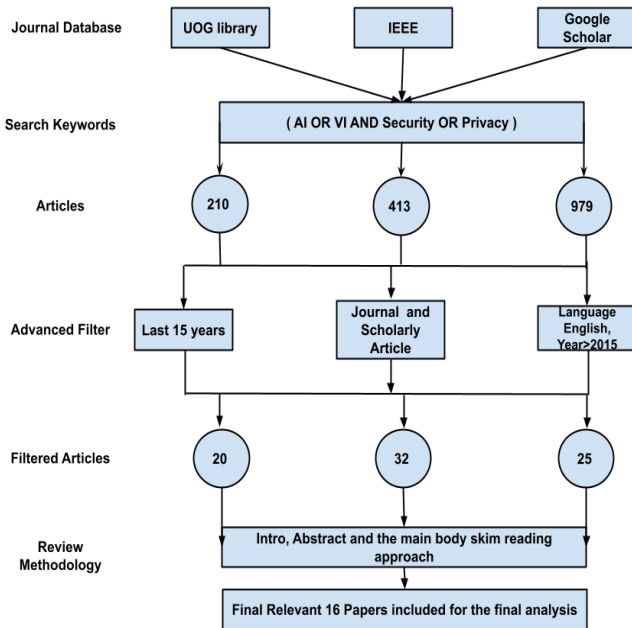 Journal Database
UOG library
IEEE
Google
Scholar
Search Keywords
( AI OR VI AND Security OR Privacy )
Articles
210
413
979
Advanced Filter
Last 15 years
Journal and
Scholarly
Article
Language
English,
Year>2015
Filtered Articles
20
32
25
Review
Methodology
Intro, Abstract and the main body skim reading
approach
Final Relevant 16 Papers included for the final analysis